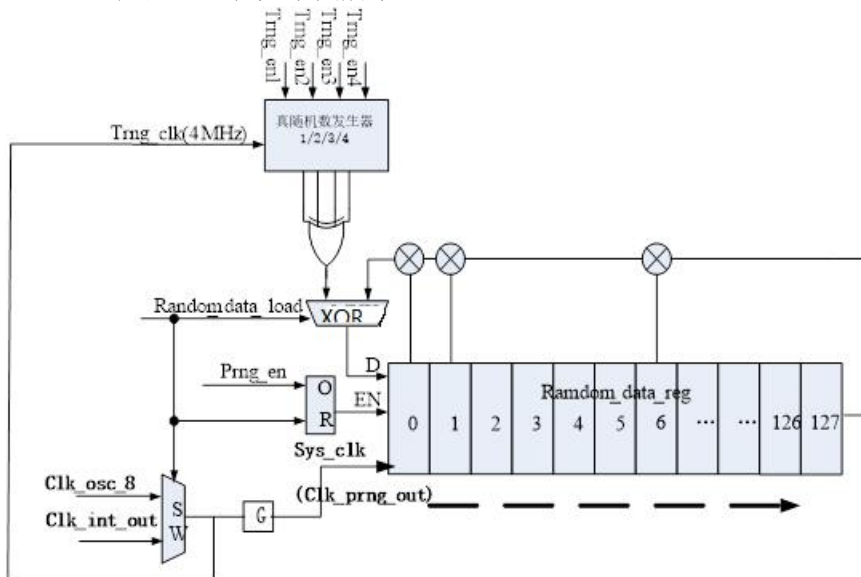 Trng_en1
Trng_en2
Trng_en3
Trng_en4
真随机数发生器
1/2/3/4
Trng_clk(4MHz)
Randomdata_load
XOR
Prng_en
O
R
D
EN
Ramdom_data_reg
0 1 2 3 4 5 6 ... ... 126 127
Sys_clk
(Clk_prng_out)
Clk_osc_8
Clk_int_out
S
W
G